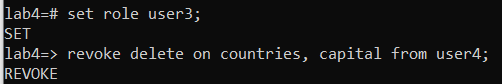 lab4=# set role user3;
SET
lab4=> revoke delete on countries, capital from user4;
REVOKE